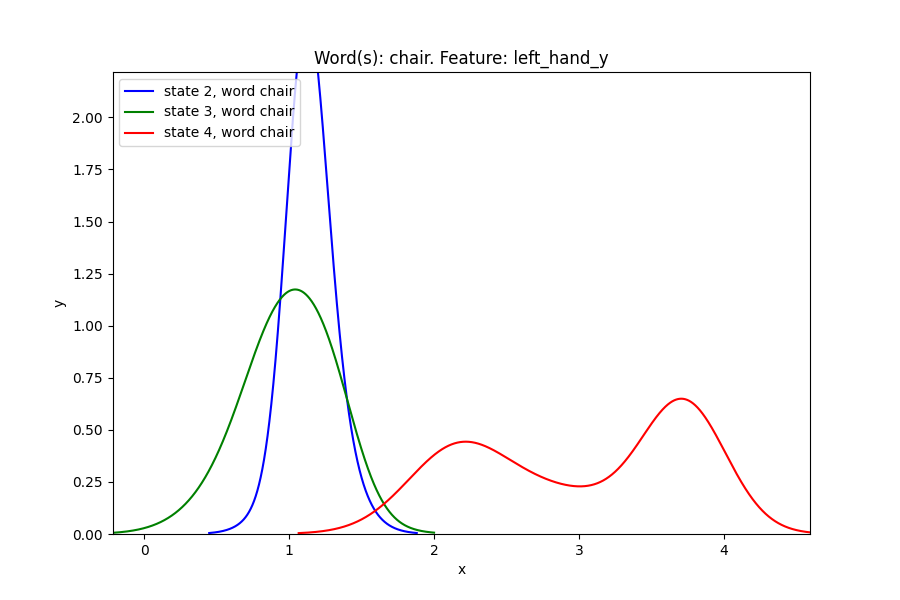 Word(s): chair. Feature: left_hand_y
state 2, word chair
state 3, word chair
state 4, word chair
2.00
1.75
1.50
1.25
1.00
0.75
0.50
0.25
0.00
y
0 1 2 3 4
x